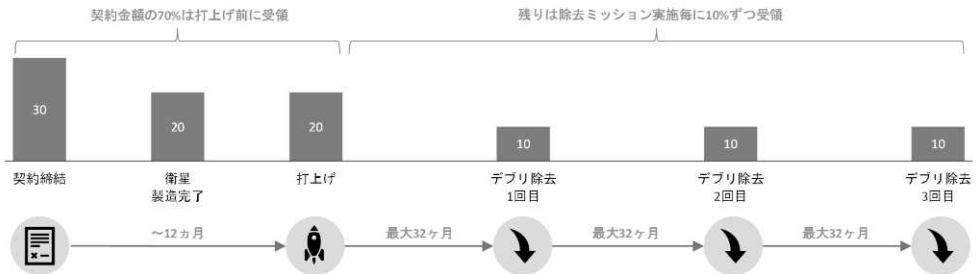 契約金額の70%は打上げ前に受領
残りは除去ミッション実施毎に10%ずつ受領
30
20
20
10
10
10
契約締結
衛星
製造完了
打上げ
デブリ除去
1回目
デブリ除去
2回目
デブリ除去
3回目
～12ヵ月
最大32ヶ月
最大32ヶ月
最大32ヶ月